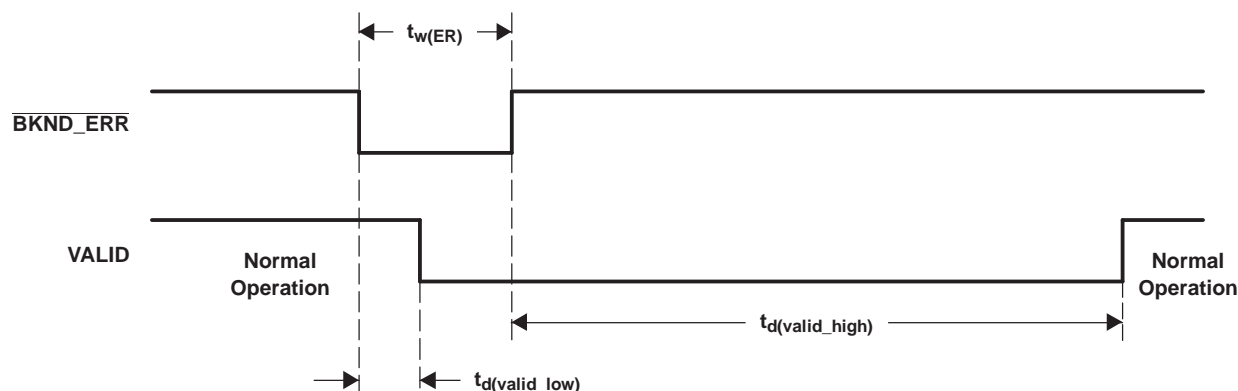 tw(ER)
BKND_ERR
VALID
Normal
Operation
Normal
Operation
td(valid_high)
td(valid_low)